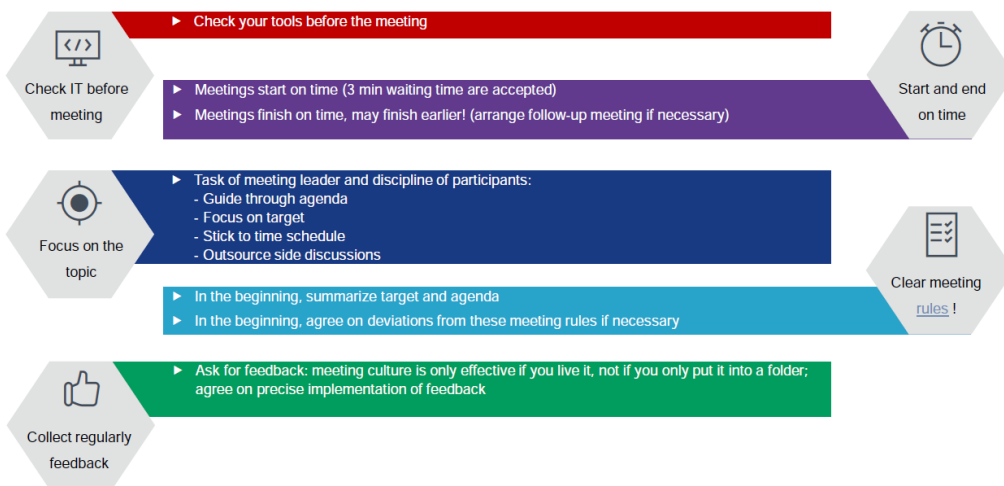 Check IT before
meeting
► Check your tools before the meeting
► Meetings start on time (3 min waiting time are accepted)
► Meetings finish on time, may finish earlier! (arrange follow-up meeting if necessary)
Start and end
on time
Focus on the
topic
► Task of meeting leader and discipline of participants:
- Guide through agenda
- Focus on target
- Stick to time schedule
- Outsource side discussions
► In the beginning, summarize target and agenda
► In the beginning, agree on deviations from these meeting rules if necessary
Clear meeting
rules !
Collect regularly
feedback
► Ask for feedback: meeting culture is only effective if you live it, not if you only put it into a folder;
agree on precise implementation of feedback